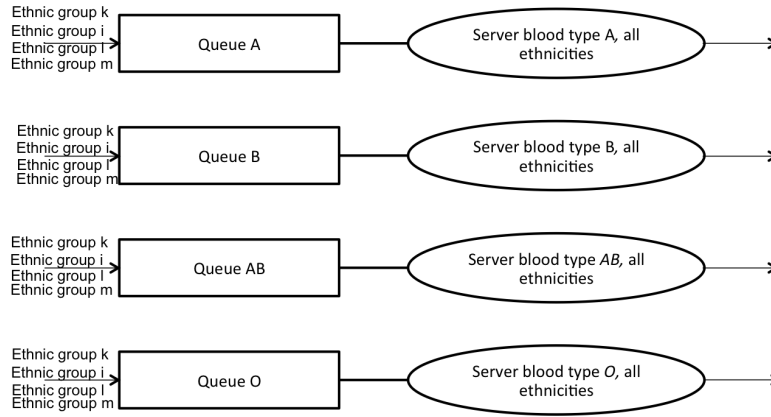 Ethnic group k
Ethnic group i
Ethnic group l
Ethnic group m
Queue A
Server blood type A, all
ethnicities
Ethnic group k
Ethnic group i
Ethnic group l
Ethnic group m
Queue B
Server blood type B, all
ethnicities
Ethnic group k
Ethnic group i
Ethnic group l
Ethnic group m
Queue AB
Server blood type AB, all
ethnicities
Ethnic group k
Ethnic group i
Ethnic group l
Ethnic group m
Queue O
Server blood type O, all
ethnicities